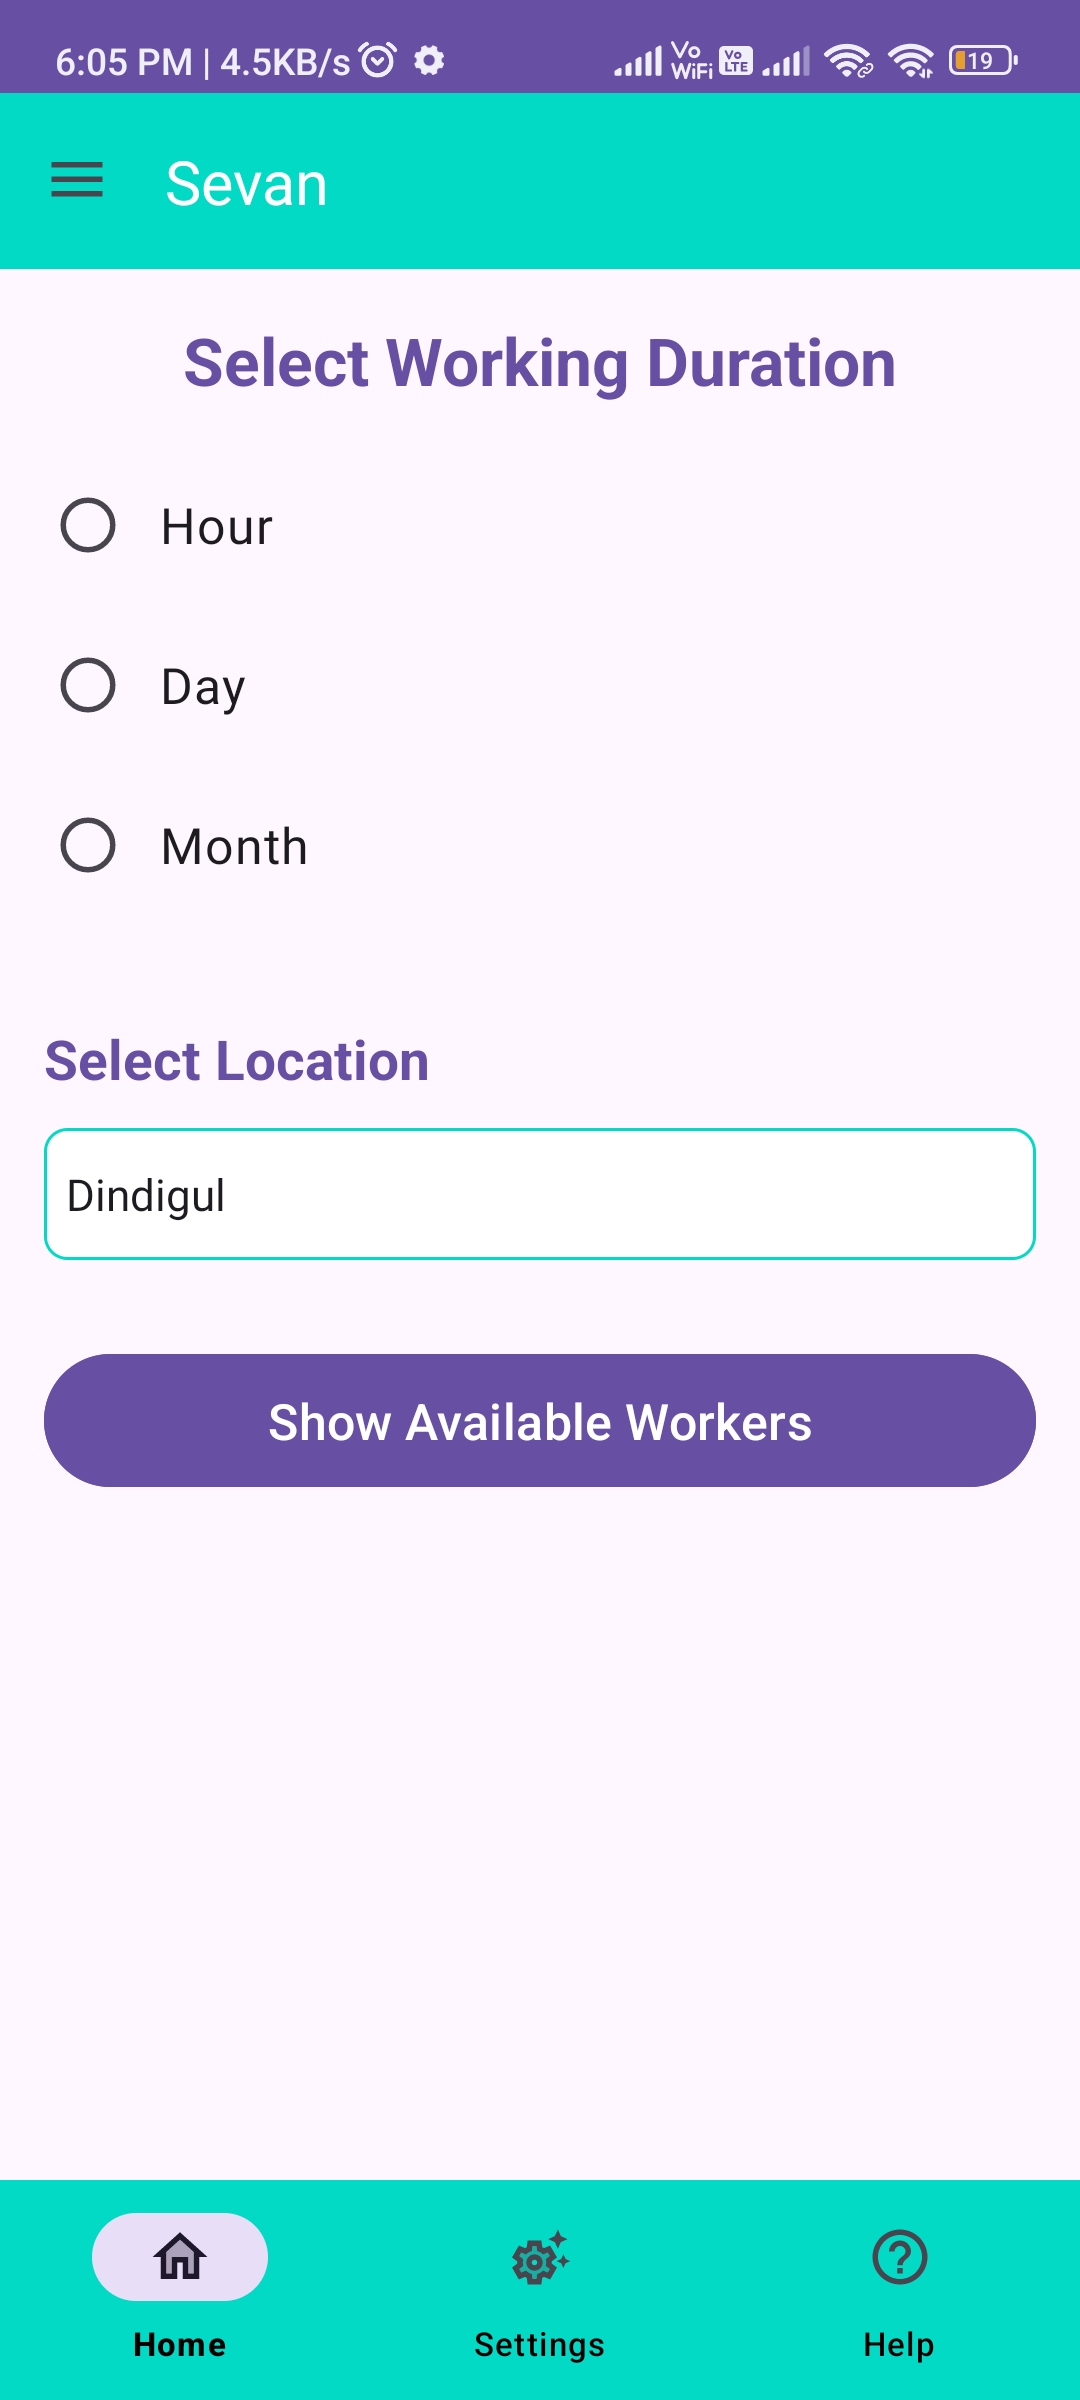 6:05 PM | 4.5KB/s Vo WiFi Vo LTE 19
Sevan
Select Working Duration
Hour
Day
Month
Select Location
Dindigul
Show Available Workers
Home Settings Help